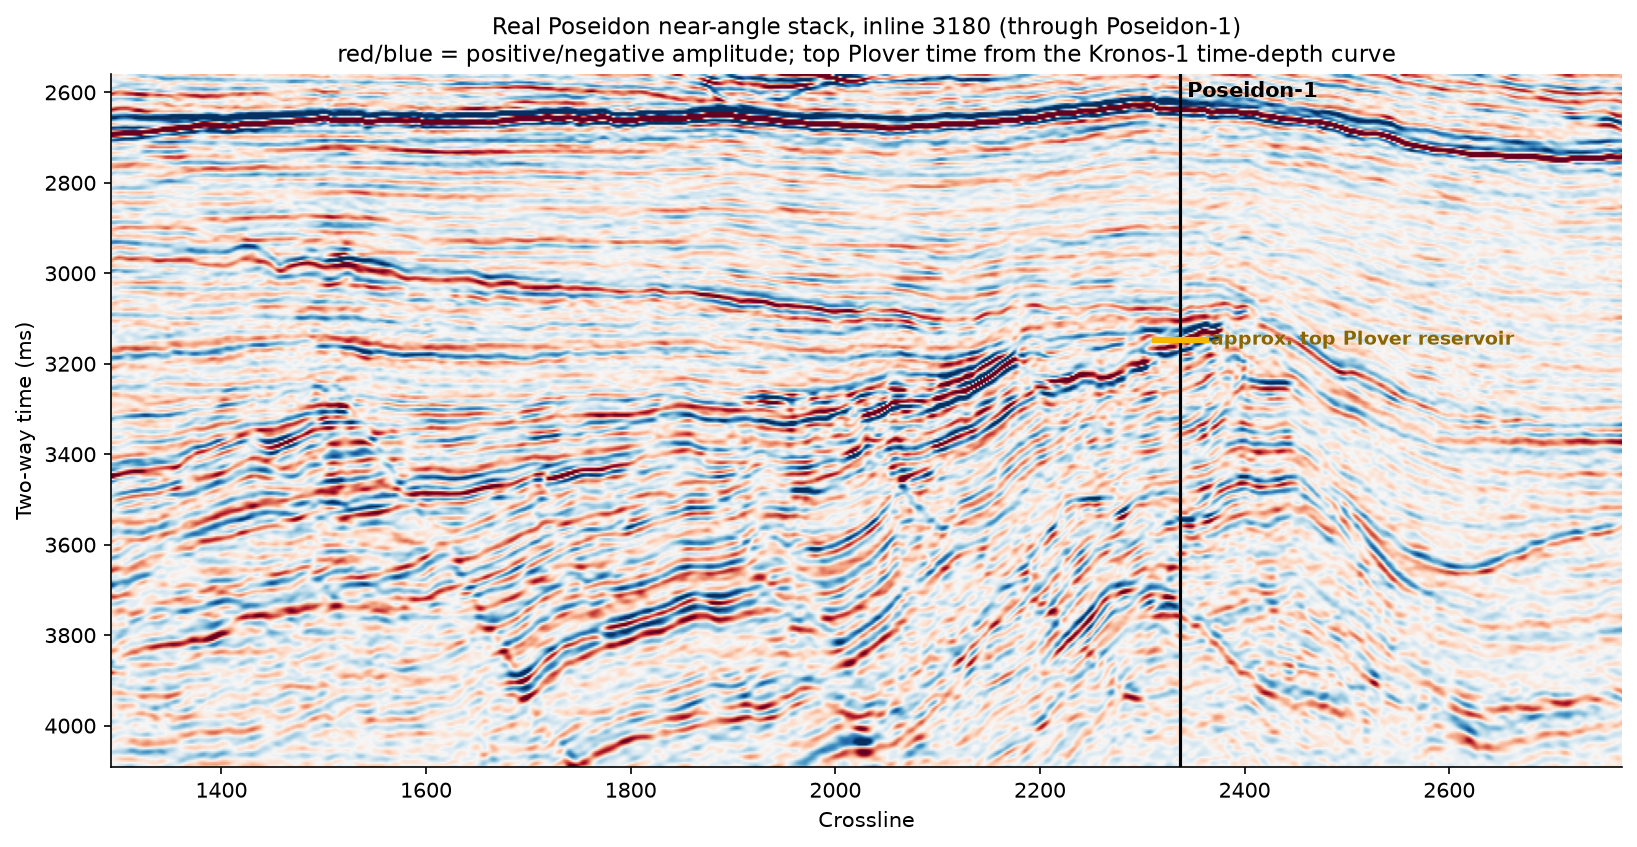 Real Poseidon near-angle stack, inline 3180 (through Poseidon-1)
red/blue = positive/negative amplitude; top Plover time from the Kronos-1 time-depth curve
Poseidon-1
approx. top Plover reservoir
Two-way time (ms)
2600
2800
3000
3200
3400
3600
3800
4000
1400
1600
1800
2000
2200
2400
2600
Crossline